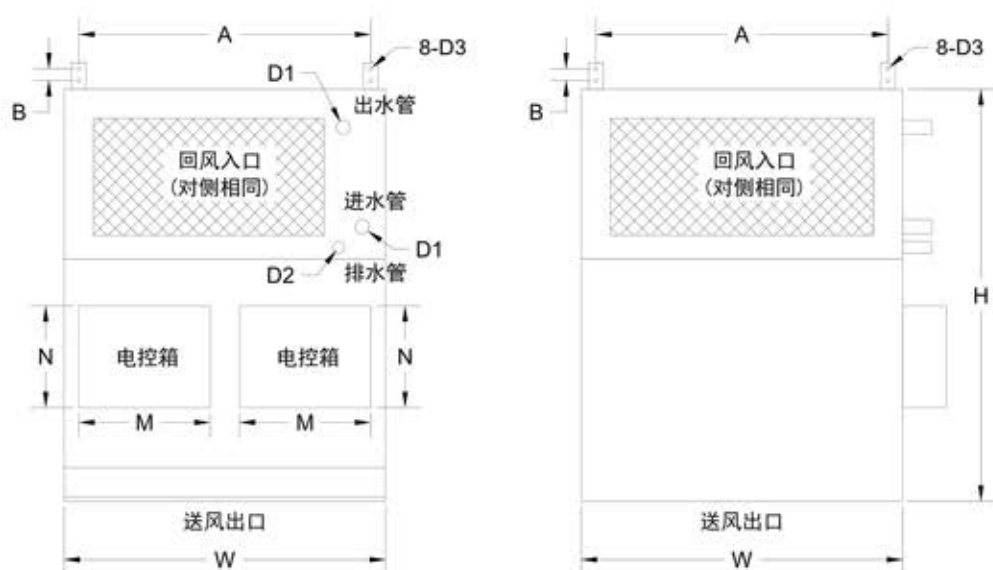 A
8-D3
D1
B
出水管
回风入口
(对侧相同)
进水管
D1
D2
排水管
N
电控箱
电控箱
N
M
M
送风出口
W
A
8-D3
B
回风入口
(对侧相同)
H
送风出口
W